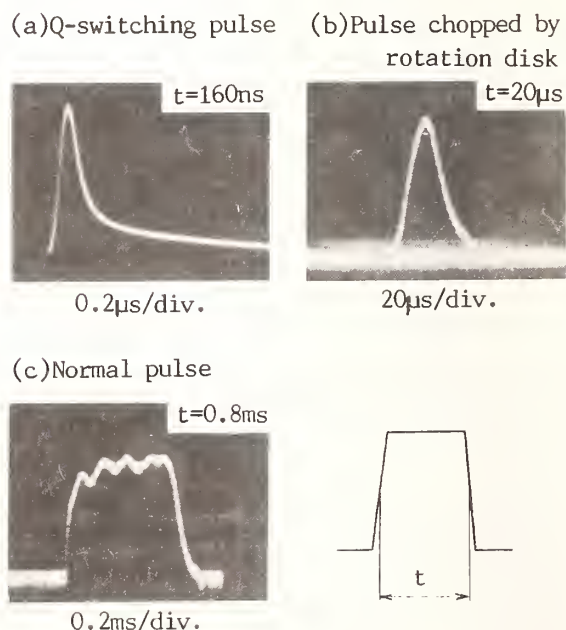 (a)Q-switching pulse
(b)Pulse chopped by
rotation disk
t=160ns
t=20μs
0.2μs/div.
20μs/div.
(c)Normal pulse
t=0.8ms
t
0.2ms/div.